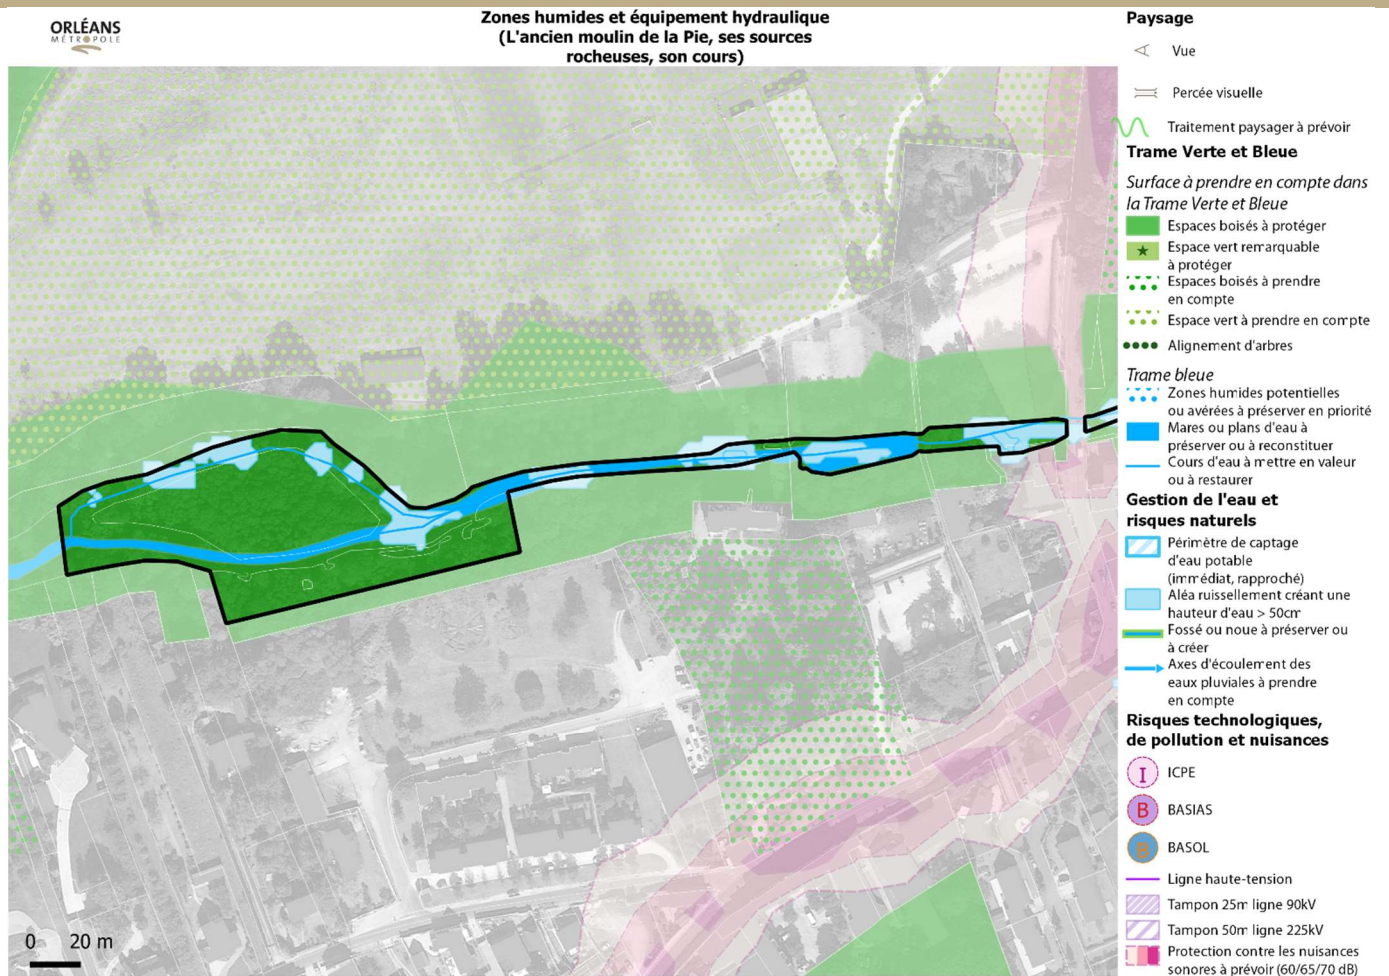 ORLÉANS
MÉTROPOLE
Zones humides et équipement hydraulique
(L'ancien moulin de la Pie, ses sources
rocheuses, son cours)
0 20 m
Paysage
Vue
Percée visuelle
Traitement paysager à prévoir
Trame Verte et Bleue
Surface à prendre en compte dans
la Trame Verte et Bleue
Espaces boisés à protéger
Espace vert remarquable
à protéger
Espaces boisés à prendre
en compte
Espace vert à prendre en compte
Alignement d'arbres
Trame bleue
Zones humides potentielles
ou avérées à préserver en priorité
Mares ou plans d'eau à
préserver ou à reconstituer
Cours d'eau à mettre en valeur
ou à restaurer
Gestion de l'eau et
risques naturels
Périmètre de captage
d'eau potable
(immédiat, rapproché)
Aléa ruissellement créant une
hauteur d'eau > 50cm
Fossé ou noue à préserver ou
à créer
Axes d'écoulement des
eaux pluviales à prendre
en compte
Risques technologiques,
de pollution et nuisances
I ICPE
B BASIAS
B BASOL
Ligne haute-tension
Tampon 25m ligne 90kV
Tampon 50m ligne 225kV
Protection contre les nuisances
sonores à prévoir (60/65/70 dB)